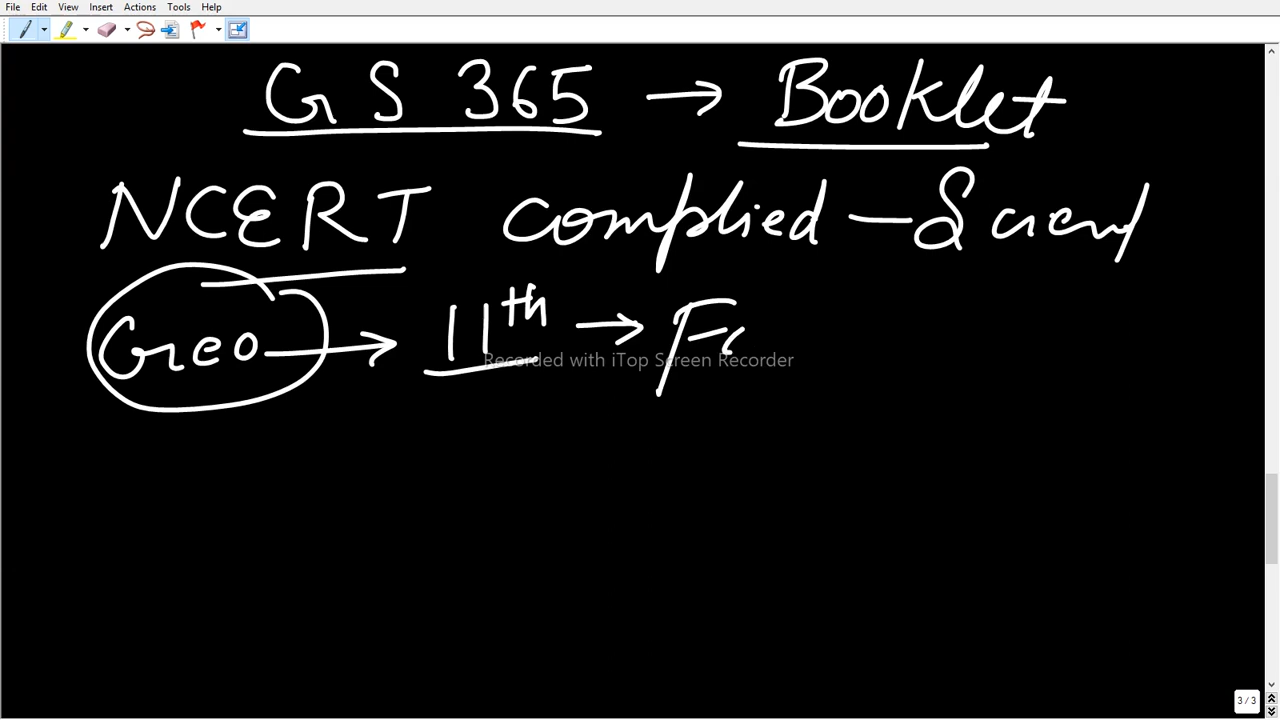 File Edit View Insert Actions Tools Help
GS 365 → Booklet
NCERT complied –
Geo → 11th → Fo
Recorded with iTop Screen Recorder
3/3